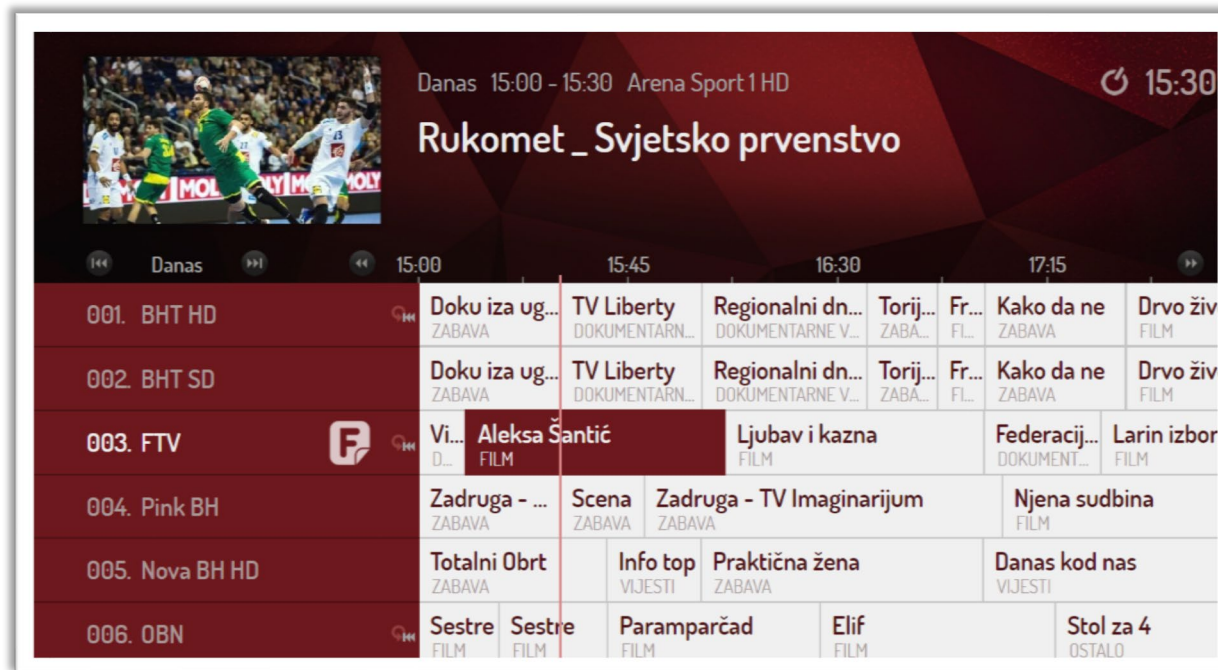 Danas 15:00 - 15:30 Arena Sport 1 HD
15:30
Rukomet _ Svjetsko prvenstvo
MOL MOLY MOLY
Danas 15:00 15:45 16:30 17:15
001. BHT HD Doku iza ug... TV Liberty Regionalni dn... Torij... Fr... Kako da ne Drvo živ
ZABAVA DOKUMENTARN... DOKUMENTARNE V... ZABA... FI... ZABAVA FILM
002. BHT SD Doku iza ug... TV Liberty Regionalni dn... Torij... Fr... Kako da ne Drvo živ
ZABAVA DOKUMENTARN... DOKUMENTARNE V... ZABA... FI... ZABAVA FILM
003. FTV F Vi... Aleksa Šantić Ljubav i kazna Federacij... Larin izbor
D... FILM FILM DOKUMENT... FILM
004. Pink BH Zadruga - ... Scena Zadruga - TV Imaginarijum Njena sudbina
ZABAVA ZABAVA ZABAVA FILM
005. Nova BH HD Totalni Obrt Info top Praktična žena Danas kod nas
ZABAVA VIJESTI ZABAVA VIJESTI
006. OBN Sestre Sestre Paramparčad Elif Stol za 4
FILM FILM FILM FILM OSTALO